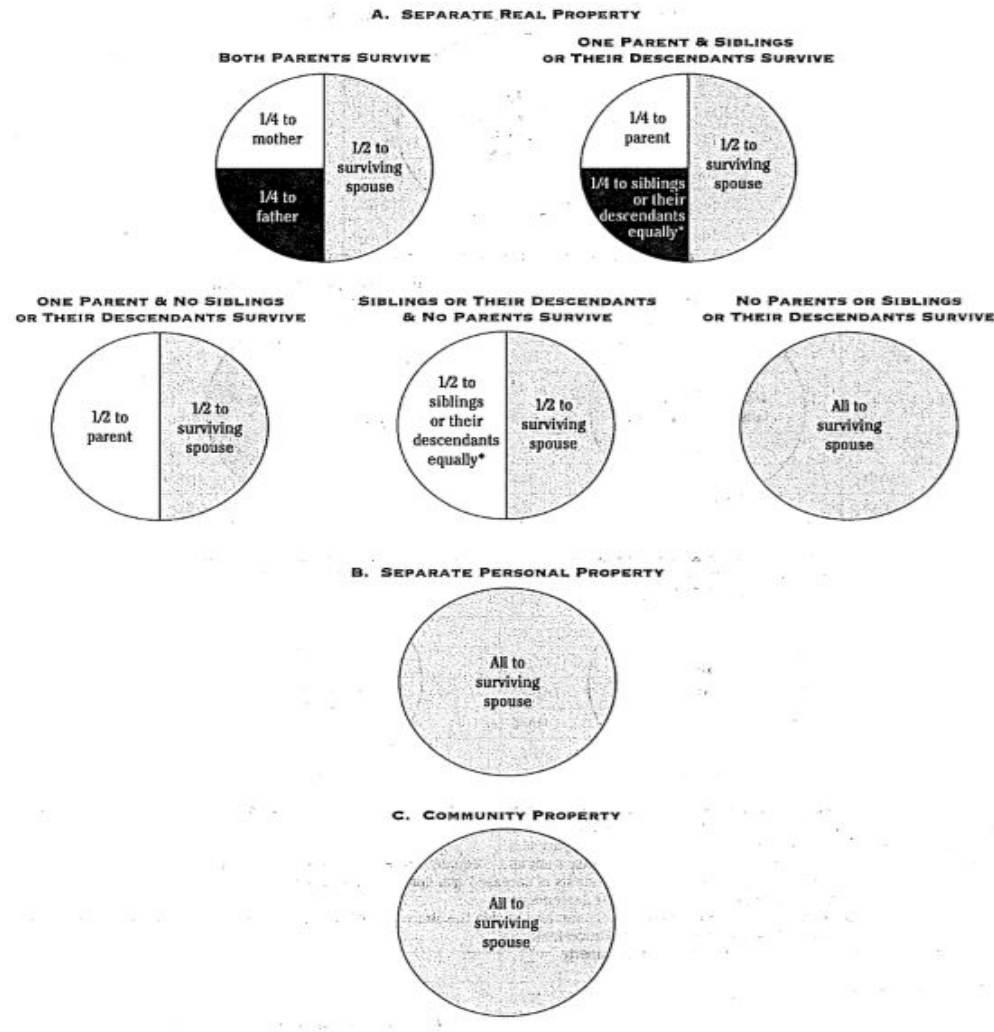 A. SEPARATE REAL PROPERTY
BOTH PARENTS SURVIVE
1/4 to
mother
1/4 to
father
1/2 to
surviving
spouse
ONE PARENT & SIBLINGS
OR THEIR DESCENDANTS SURVIVE
1/4 to
parent
1/4 to siblings
or their
descendants
equally*
1/2 to
surviving
spouse
ONE PARENT & NO SIBLINGS
OR THEIR DESCENDANTS SURVIVE
1/2 to
parent
1/2 to
surviving
spouse
SIBLINGS OR THEIR DESCENDANTS
& NO PARENTS SURVIVE
1/2 to
siblings
or their
descendants
equally*
1/2 to
surviving
spouse
NO PARENTS OR SIBLINGS
OR THEIR DESCENDANTS SURVIVE
All to
surviving
spouse
B. SEPARATE PERSONAL PROPERTY
All to
surviving
spouse
C. COMMUNITY PROPERTY
All to
surviving
spouse